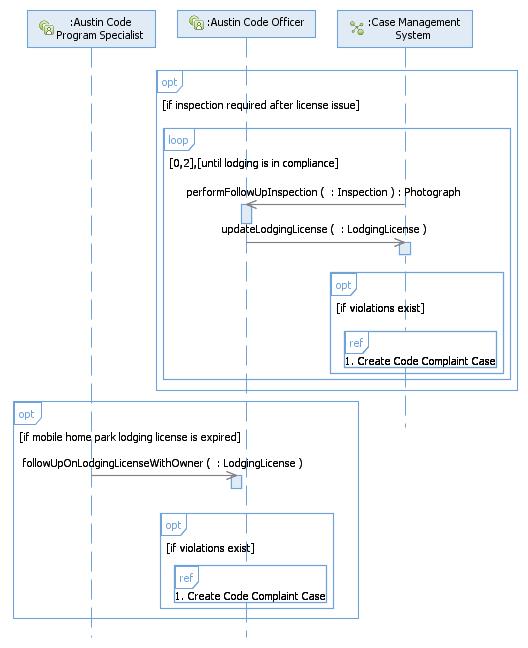 :Austin Code
Program Specialist
:Austin Code Officer
:Case Management
System
opt
[if inspection required after license issue]
loop
[0,2],[until lodging is in compliance]
performFollowUpInspection ( : Inspection ) : Photograph
updateLodgingLicense ( : LodgingLicense )
opt
[if violations exist]
ref
1. Create Code Complaint Case
opt
[if mobile home park lodging license is expired]
followUpOnLodgingLicenseWithOwner ( : LodgingLicense )
opt
[if violations exist]
ref
1. Create Code Complaint Case